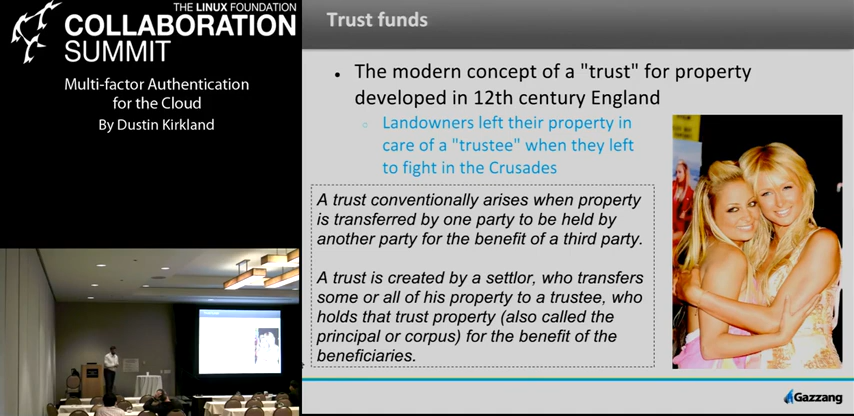 THE LINUX FOUNDATION
COLLABORATION
SUMMIT
Multi-factor Authentication
for the Cloud
By Dustin Kirkland
Trust funds
• The modern concept of a "trust" for property
developed in 12th century England
○ Landowners left their property in
care of a "trustee" when they left
to fight in the Crusades
A trust conventionally arises when property
is transferred by one party to be held by
another party for the benefit of a third party.
A trust is created by a settlor, who transfers
some or all of his property to a trustee, who
holds that trust property (also called the
principal or corpus) for the benefit of the
beneficiaries.
Gazzang